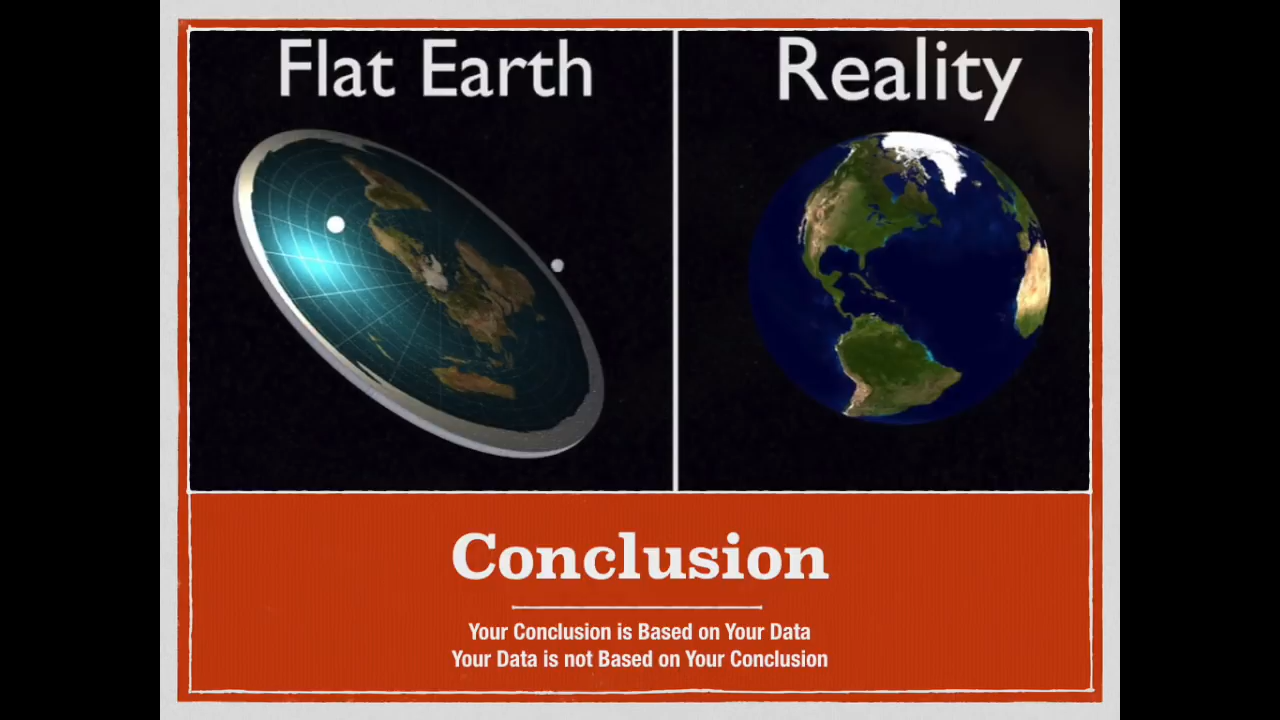 Flat Earth
Reality
Conclusion
Your Conclusion is Based on Your Data
Your Data is not Based on Your Conclusion